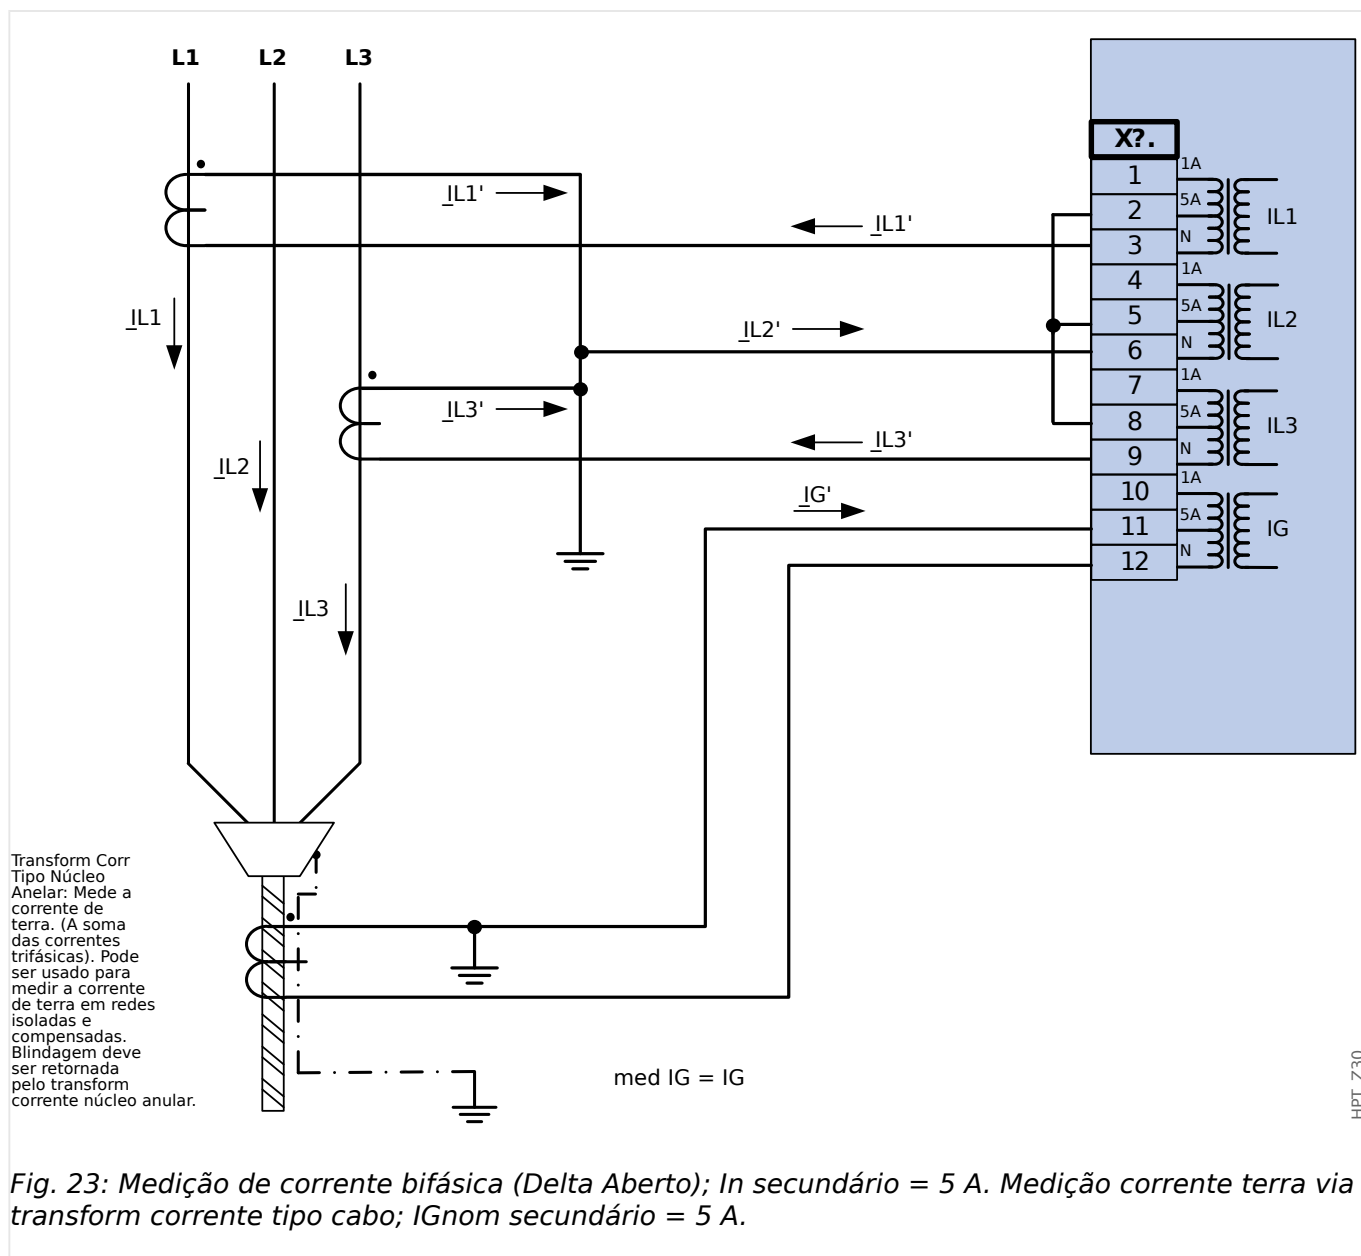 L1 L2 L3
X?.
1 1A
2 5A IL1
3 N
4 1A
5 5A IL2
6 N
7 1A
8 5A IL3
9 N
10 1A
11 5A IG
12 N
IL1'
IL1'
IL1
IL2'
IL3'
IL3'
IL2
IG'
IL3
Transform Corr
Tipo Núcleo
Anelar: Mede a
corrente de
terra. (A soma
das correntes
trifásicas). Pode
ser usado para
medir a corrente
de terra em redes
isoladas e
compensadas.
Blindagem deve
ser retornada
pelo transform
corrente núcleo anular.
med IG = IG
HPT_Z30
Fig. 23: Medição de corrente bifásica (Delta Aberto); In secundário = 5 A. Medição corrente terra via
transform corrente tipo cabo; IGnom secundário = 5 A.